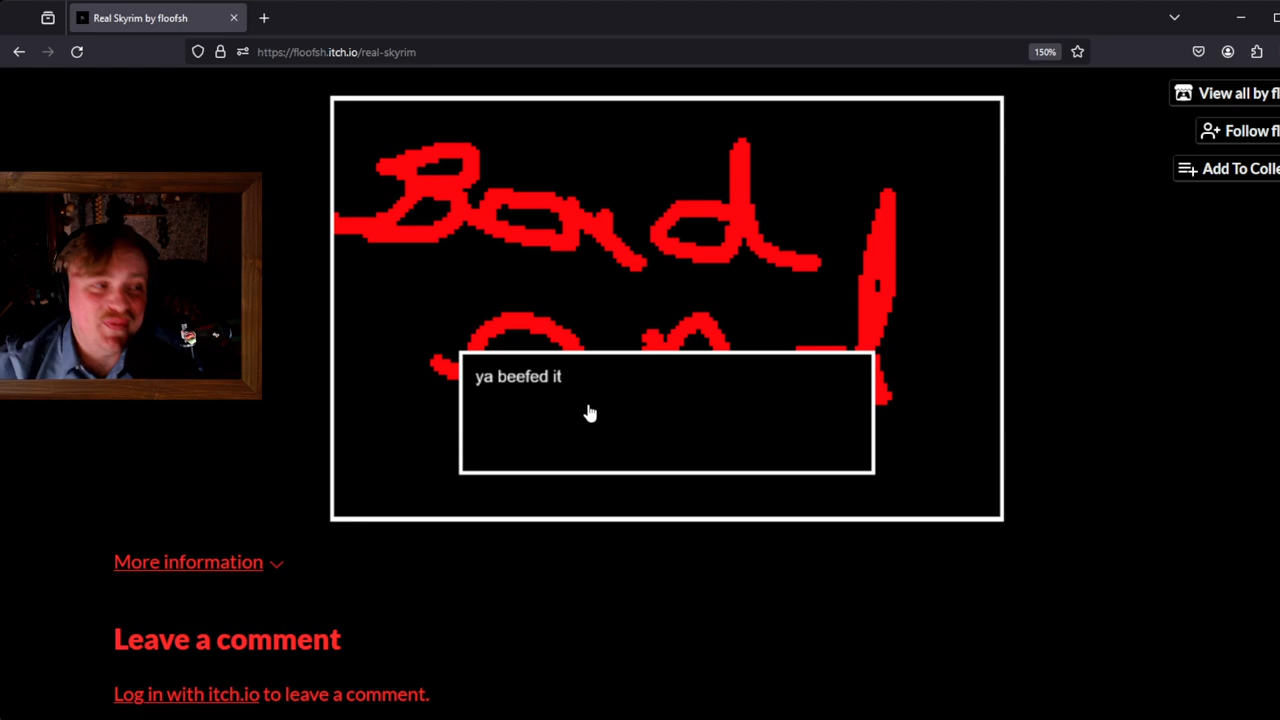 Real Skyrim by floofsh
https://floofsh.itch.io/real-skyrim
150%
View all by fl
Follow fl
Add To Colle
Bad
ya beefed it
More information
Leave a comment
Log in with itch.io to leave a comment.